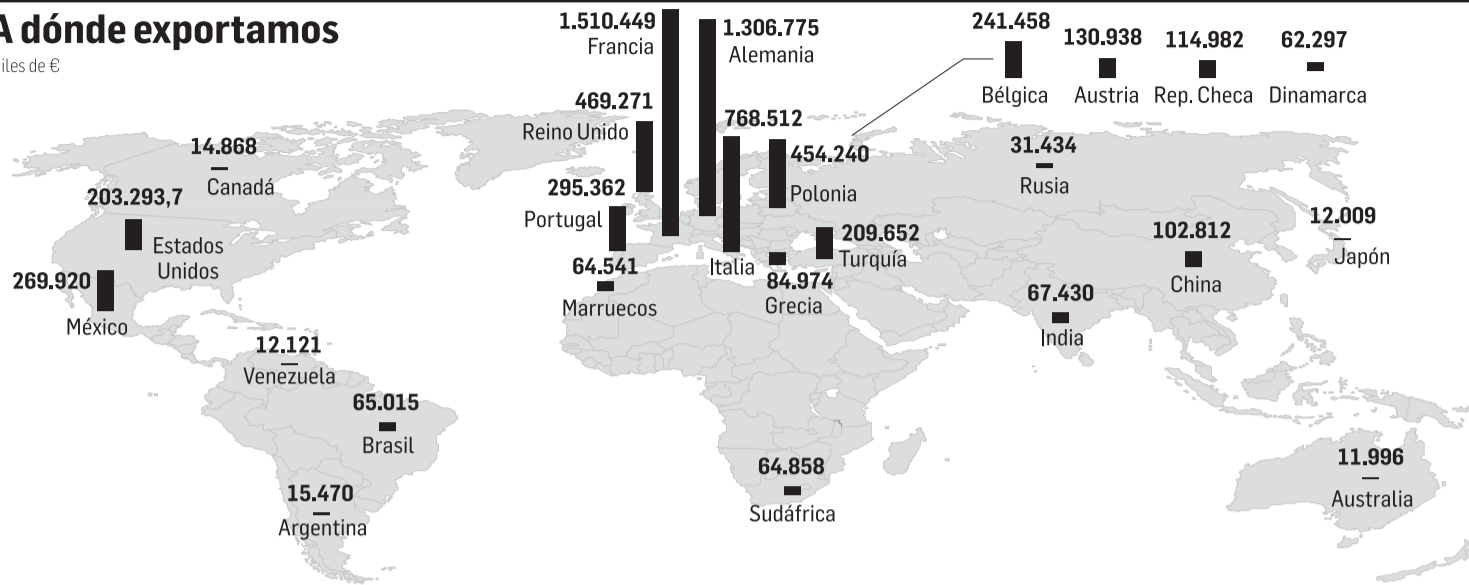 A dónde exportamos
iles de €
1.510.449
Francia
1.306.775
Alemania
241.458
Bélgica
130.938
Austria
114.982
Rep. Checa
62.297
Dinamarca
469.271
Reino Unido
768.512
Italia
454.240
Polonia
14.868
Canadá
31.434
Rusia
203.293,7
Estados
Unidos
295.362
Portugal
209.652
Turquía
102.812
China
12.009
Japón
269.920
México
64.541
Marruecos
84.974
Grecia
67.430
India
12.121
Venezuela
65.015
Brasil
64.858
Sudáfrica
11.996
Australia
15.470
Argentina